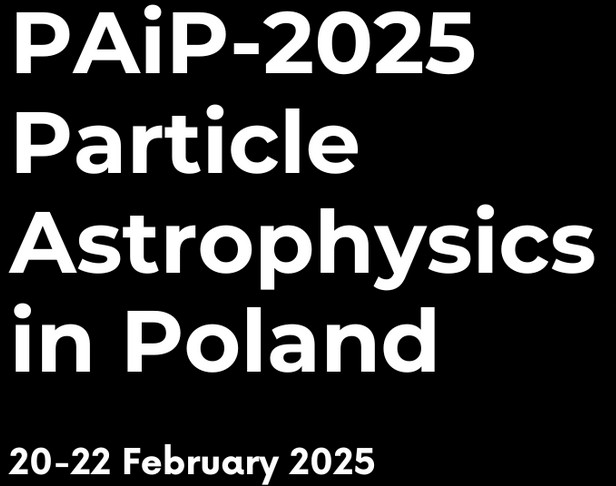 PAiP-2025
Particle
Astrophysics
in Poland
20-22 February 2025